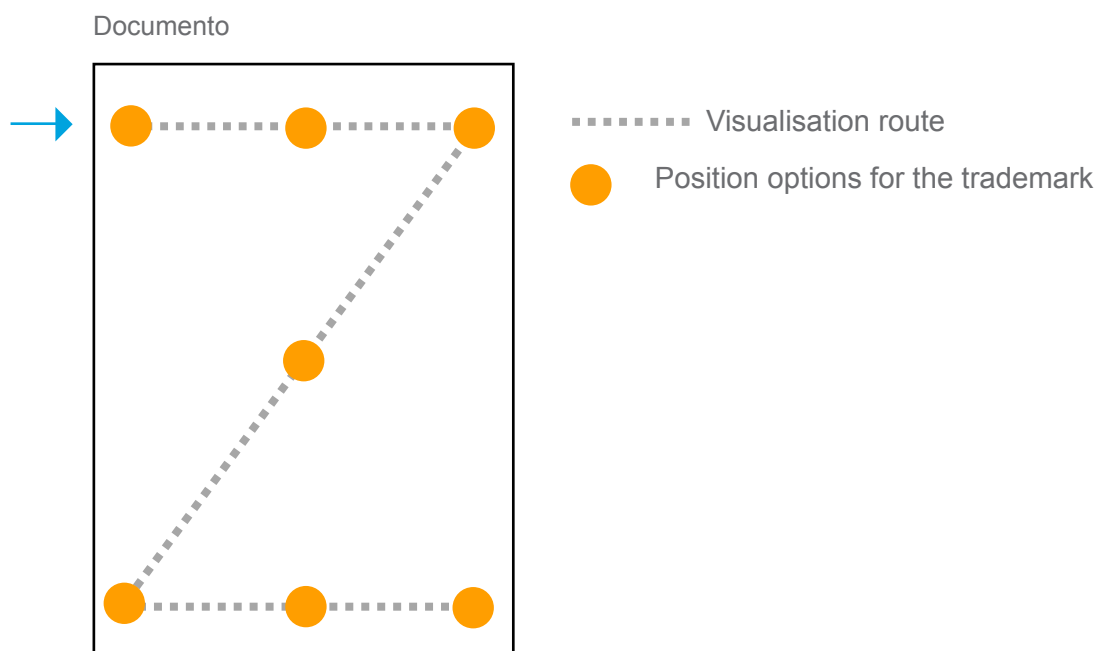 Documento
Visualisation route
Position options for the trademark